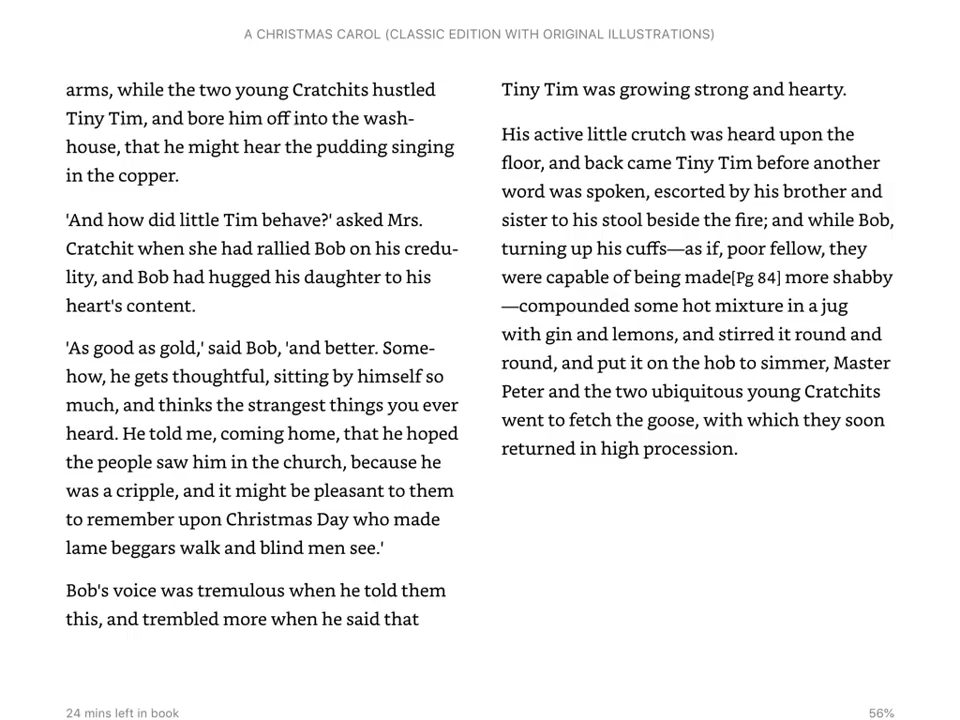 A CHRISTMAS CAROL (CLASSIC EDITION WITH ORIGINAL ILLUSTRATIONS)
arms, while the two young Cratchits hustled
Tiny Tim, and bore him off into the wash-
house, that he might hear the pudding singing
in the copper.
'And how did little Tim behave?' asked Mrs.
Cratchit when she had rallied Bob on his credu-
lity, and Bob had hugged his daughter to his
heart's content.
'As good as gold,' said Bob, 'and better. Some-
how, he gets thoughtful, sitting by himself so
much, and thinks the strangest things you ever
heard. He told me, coming home, that he hoped
the people saw him in the church, because he
was a cripple, and it might be pleasant to them
to remember upon Christmas Day who made
lame beggars walk and blind men see.'
Bob's voice was tremulous when he told them
this, and trembled more when he said that
Tiny Tim was growing strong and hearty.
His active little crutch was heard upon the
floor, and back came Tiny Tim before another
word was spoken, escorted by his brother and
sister to his stool beside the fire; and while Bob,
turning up his cuffs—as if, poor fellow, they
were capable of being made[Pg 84] more shabby
—compounded some hot mixture in a jug
with gin and lemons, and stirred it round and
round, and put it on the hob to simmer, Master
Peter and the two ubiquitous young Cratchits
went to fetch the goose, with which they soon
returned in high procession.
24 mins left in book
56%